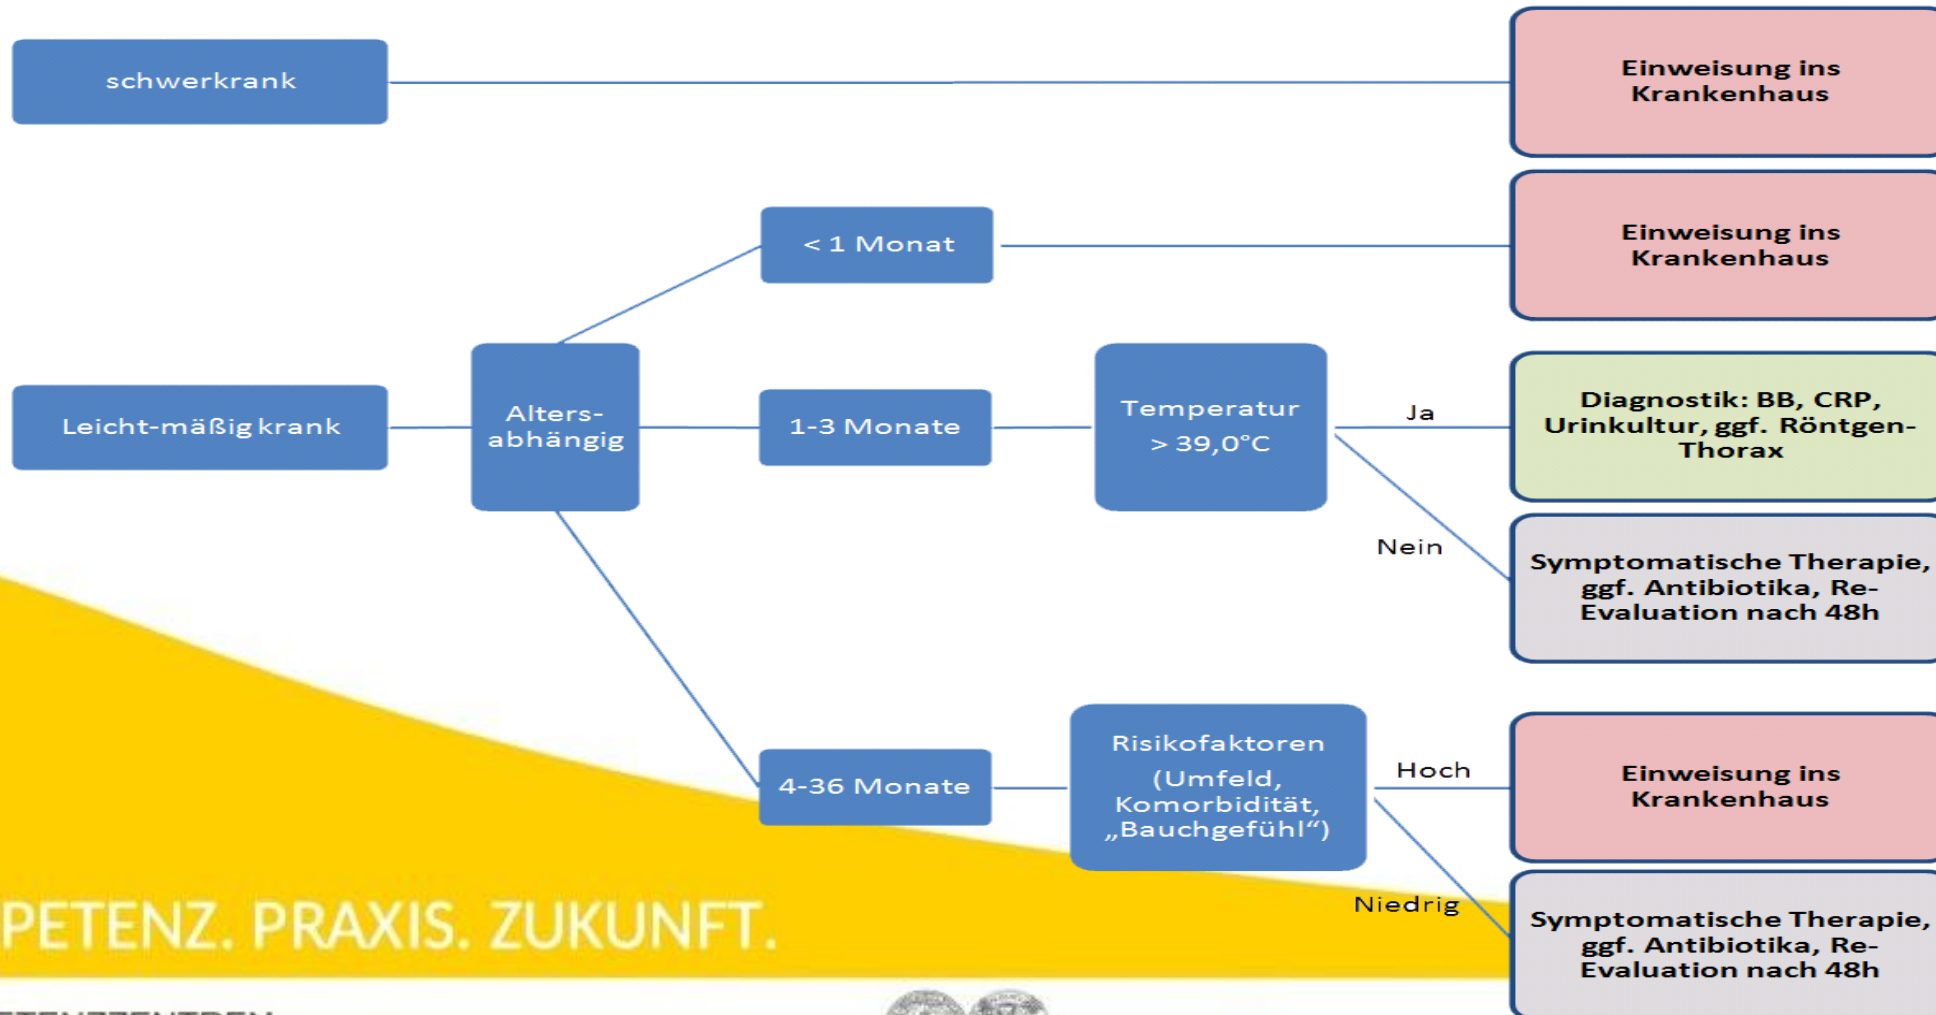 schwerkrank
Einweisung ins
Krankenhaus
< 1 Monat
Einweisung ins
Krankenhaus
Leicht-mäßig krank
Alters-
abhängig
1-3 Monate
Temperatur
> 39,0°C
Ja
Diagnostik: BB, CRP,
Urinkultur, ggf. Röntgen-
Thorax
Nein
Symptomatische Therapie,
ggf. Antibiotika, Re-
Evaluation nach 48h
4-36 Monate
Risikofaktoren
(Umfeld,
Komorbidität,
„Bauchgefühl“)
Hoch
Einweisung ins
Krankenhaus
Niedrig
Symptomatische Therapie,
ggf. Antibiotika, Re-
Evaluation nach 48h
PETENZ. PRAXIS. ZUKUNFT.